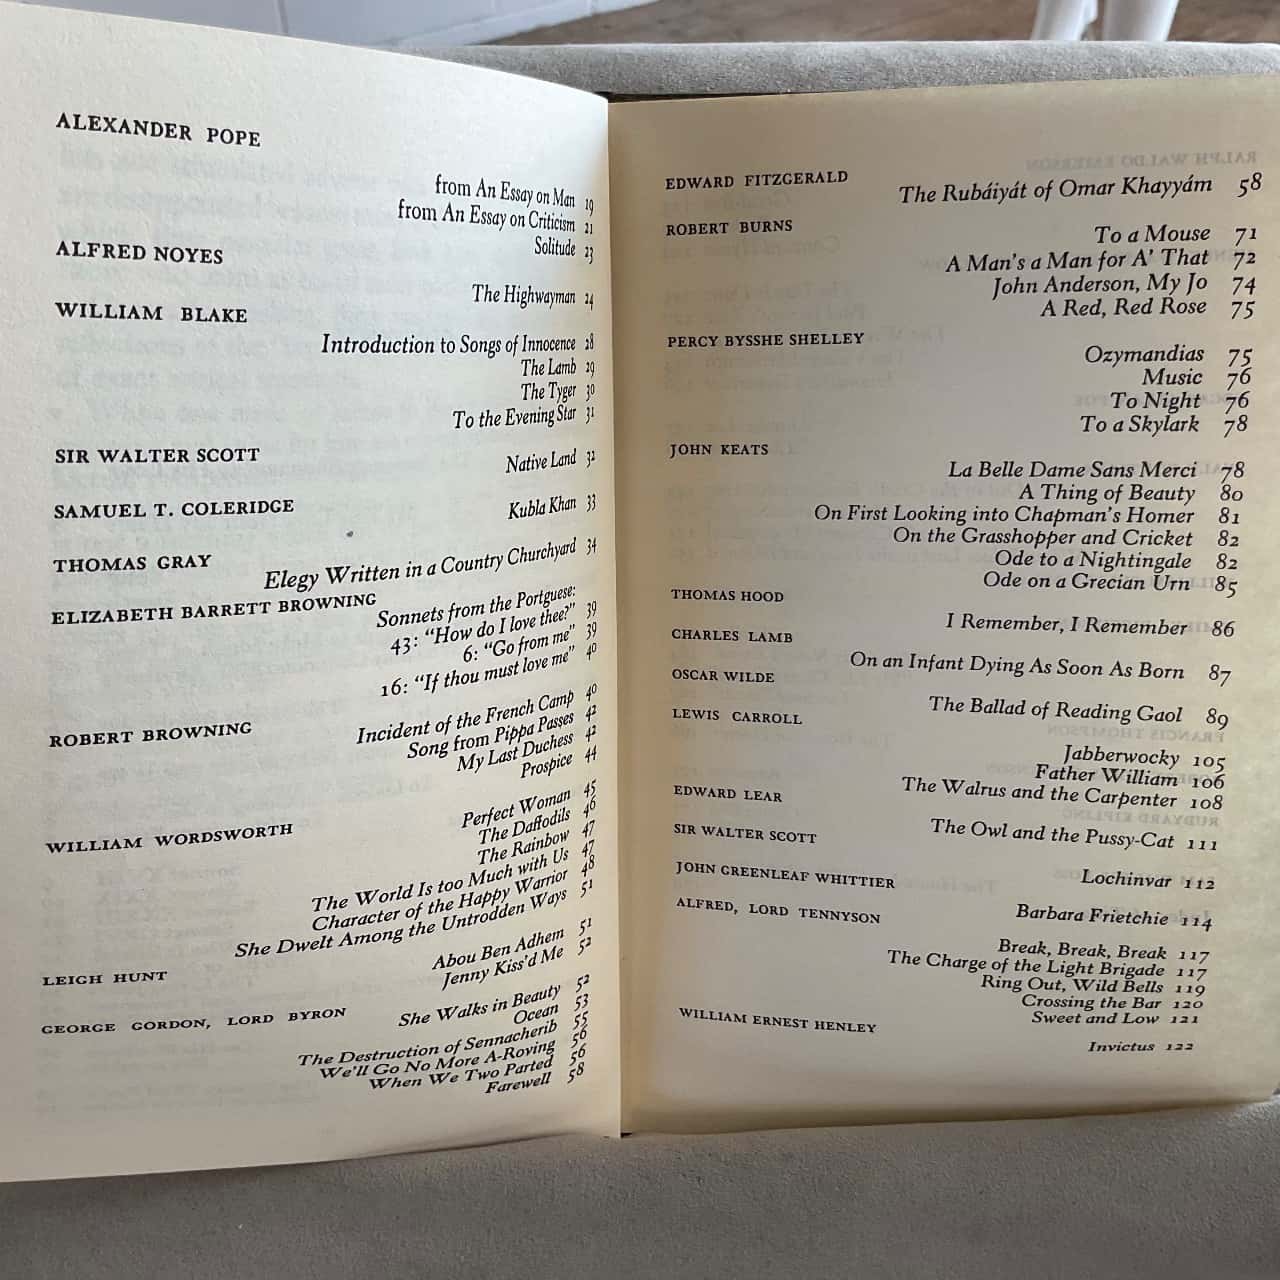 ALEXANDER POPE
from An Essay on Man 19
from An Essay on Criticism 21
Solitude 23
ALFRED NOYES
The Highwayman 24
WILLIAM BLAKE
Introduction to Songs of Innocence 28
The Lamb 29
The Tyger 30
To the Evening Star 31
SIR WALTER SCOTT
Native Land 32
SAMUEL T. COLERIDGE
Kubla Khan 33
THOMAS GRAY
Elegy Written in a Country Churchyard 34
ELIZABETH BARRETT BROWNING
Sonnets from the Portguese:
43: “How do I love thee?” 39
6: “Go from me” 39
16: “If thou must love me” 40
ROBERT BROWNING
Incident of the French Camp 40
Song from Pippa Passes 42
My Last Duchess 42
Prospice 44
WILLIAM WORDSWORTH
Perfect Woman 45
The Daffodils 46
The Rainbow 47
The World Is too Much with Us 47
Character of the Happy Warrior 48
She Dwelt Among the Untrodden Ways 51
LEIGH HUNT
Abou Ben Adhem 51
Jenny Kiss’d Me 52
GEORGE GORDON, LORD BYRON
She Walks in Beauty 52
Ocean 53
The Destruction of Sennacherib 55
We’ll Go No More A-Roving 56
When We Two Parted 56
Farewell 58
EDWARD FITZGERALD
The Rubáiyát of Omar Khayyám 58
ROBERT BURNS
To a Mouse 71
A Man’s a Man for A’ That 72
John Anderson, My Jo 74
A Red, Red Rose 75
PERCY BYSSHE SHELLEY
Ozymandias 75
Music 76
To Night 76
To a Skylark 78
JOHN KEATS
La Belle Dame Sans Merci 78
A Thing of Beauty 80
On First Looking into Chapman’s Homer 81
On the Grasshopper and Cricket 82
Ode to a Nightingale 82
Ode on a Grecian Urn 85
THOMAS HOOD
I Remember, I Remember 86
CHARLES LAMB
On an Infant Dying As Soon As Born 87
OSCAR WILDE
The Ballad of Reading Gaol 89
LEWIS CARROLL
Jabberwocky 105
Father William 106
The Walrus and the Carpenter 108
EDWARD LEAR
The Owl and the Pussy-Cat 111
SIR WALTER SCOTT
Lochinvar 112
JOHN GREENLEAF WHITTIER
Barbara Frietchie 114
ALFRED, LORD TENNYSON
Break, Break, Break 117
The Charge of the Light Brigade 117
Ring Out, Wild Bells 119
Crossing the Bar 120
Sweet and Low 121
WILLIAM ERNEST HENLEY
Invictus 122